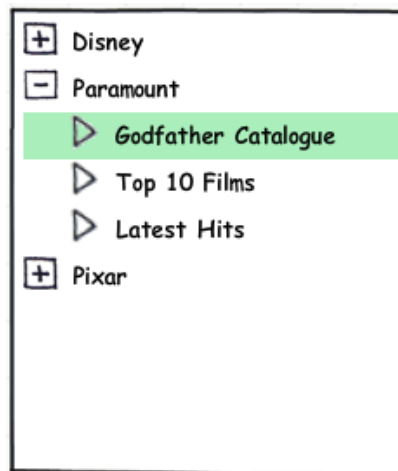 Disney
Paramount
Godfather Catalogue
Top 10 Films
Latest Hits
Pixar